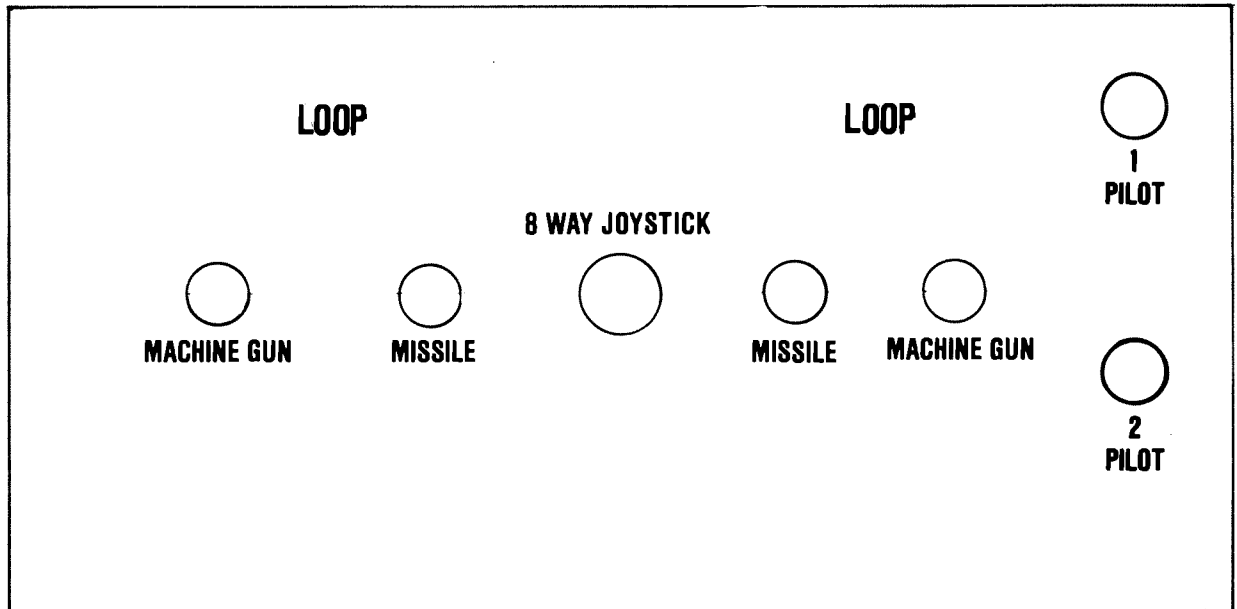 LOOP
LOOP
1
PILOT
8 WAY JOYSTICK
MACHINE GUN
MISSILE
MISSILE
MACHINE GUN
2
PILOT